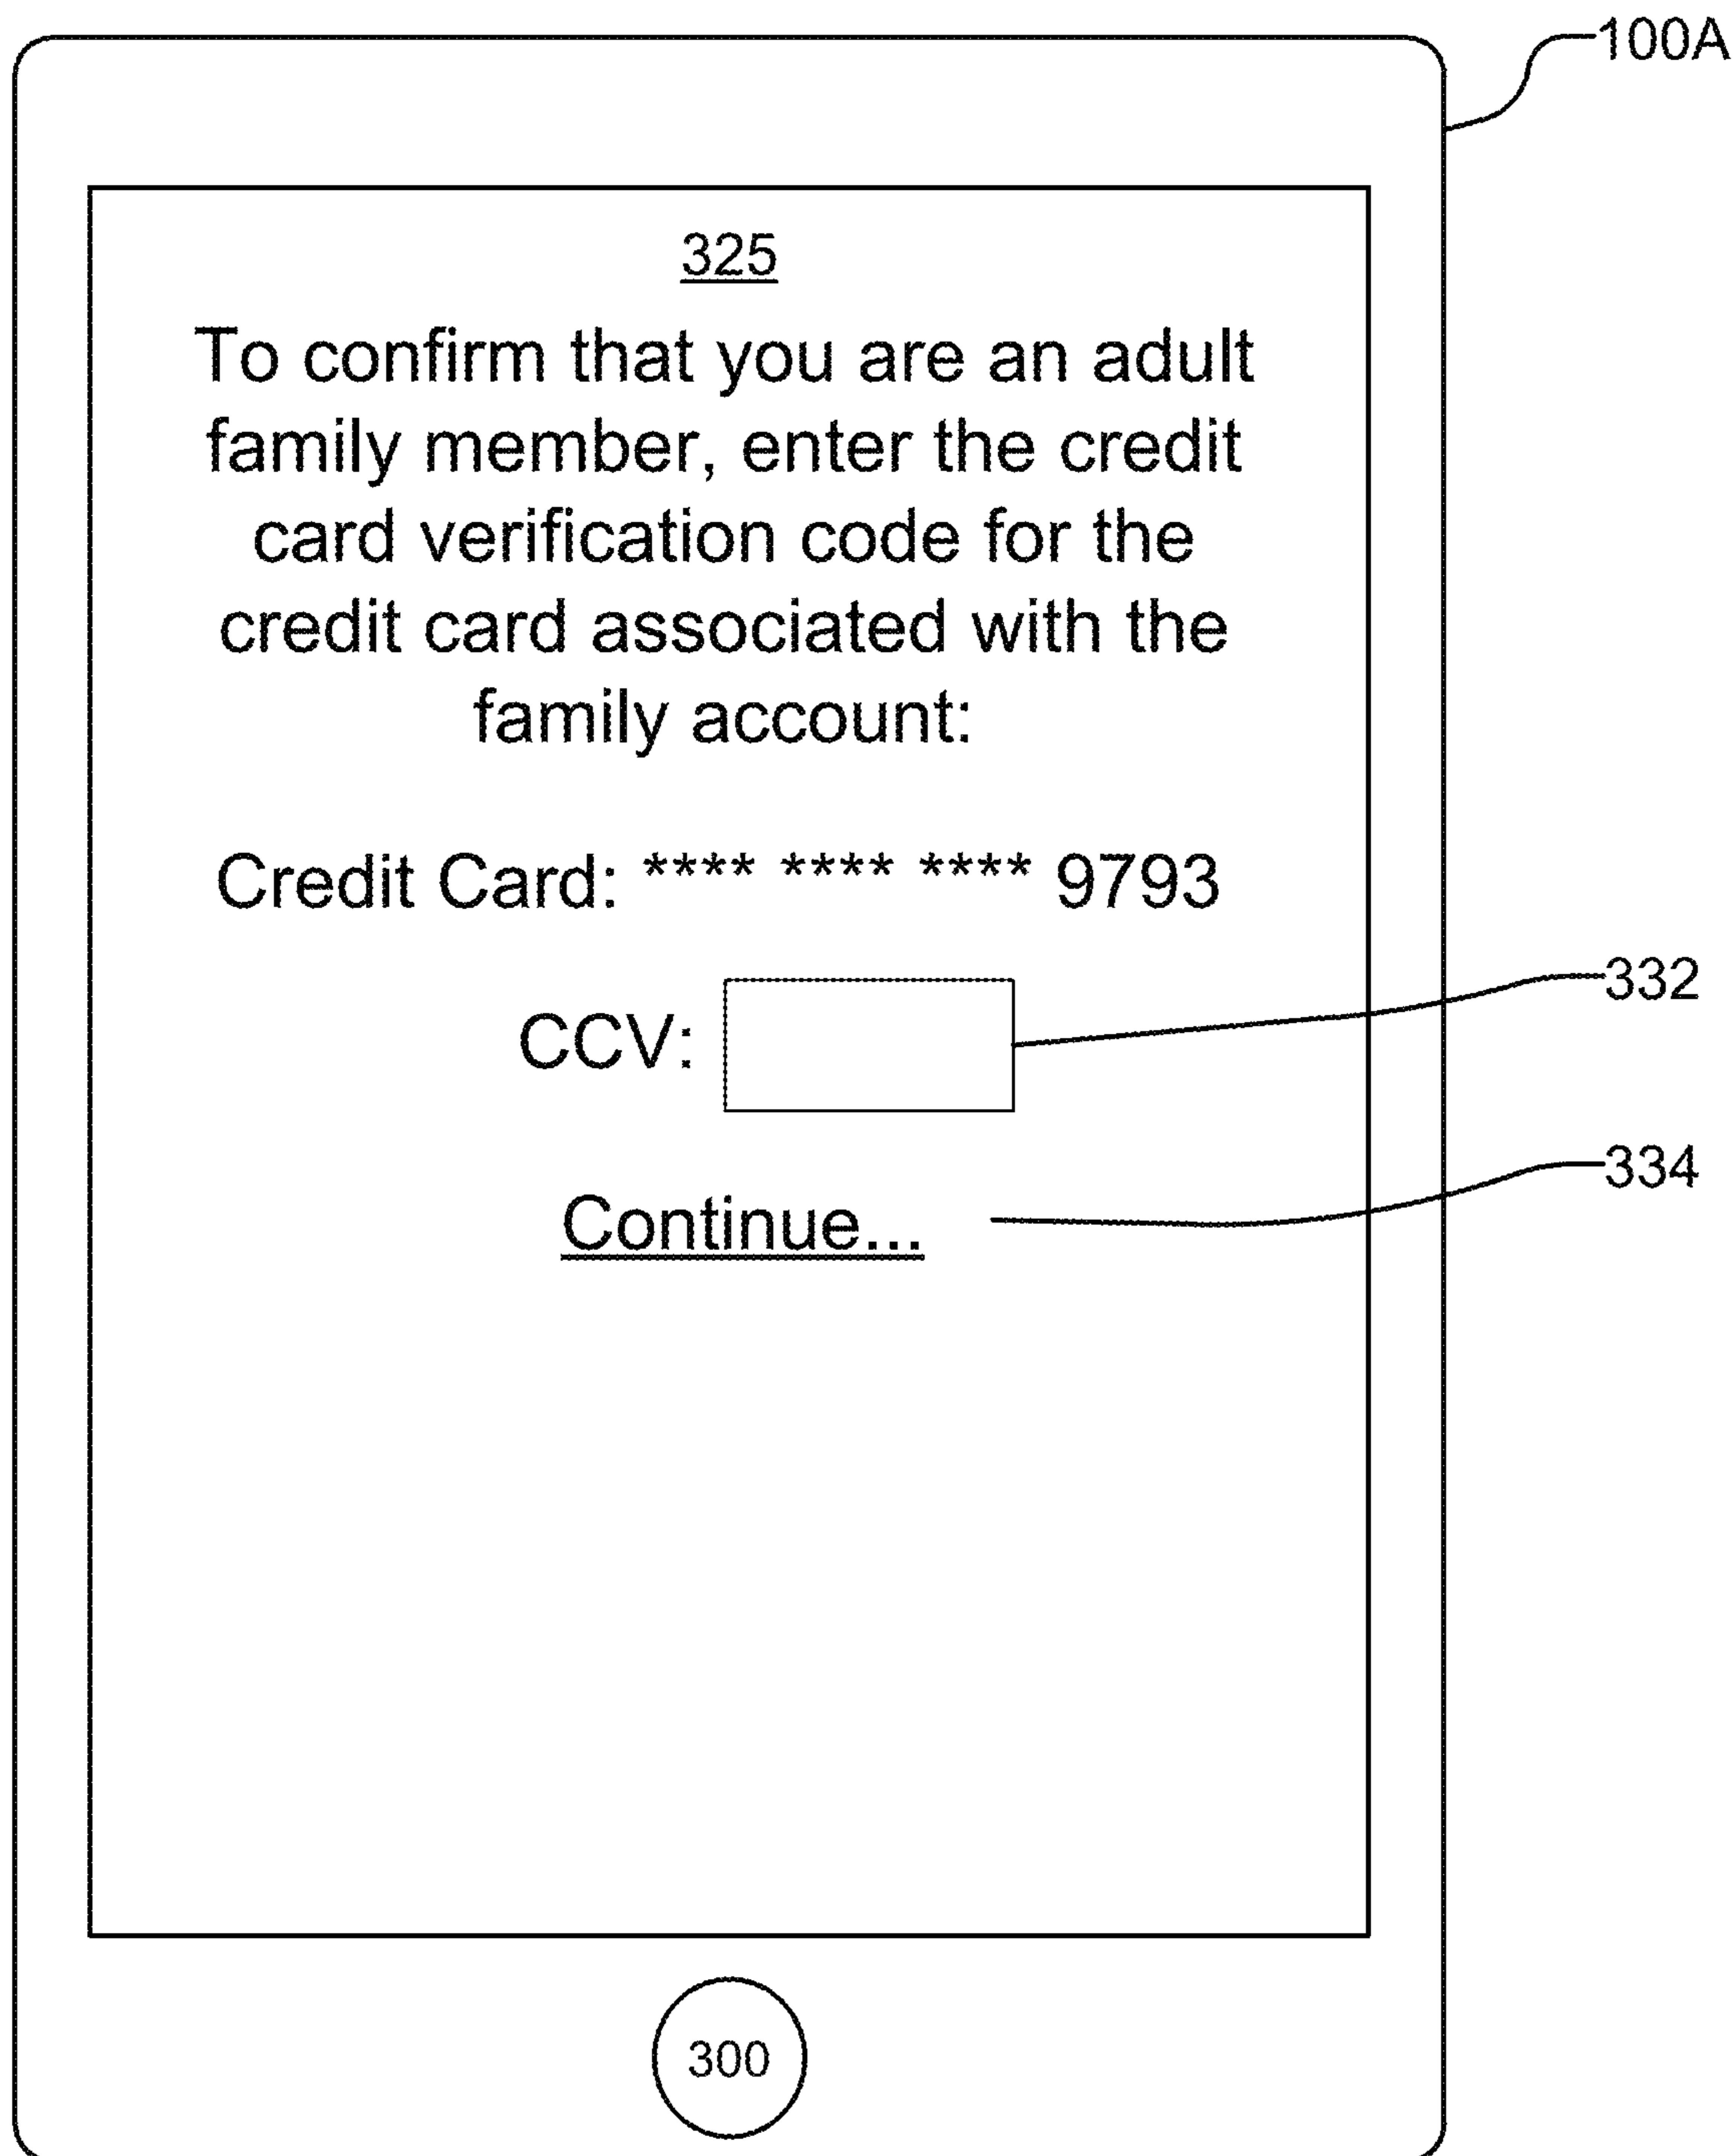 100A
325
To confirm that you are an adult
family member, enter the credit
card verification code for the
credit card associated with the
family account:
Credit Card: **** **** **** 9793
332
CCV:
334
Continue...
300